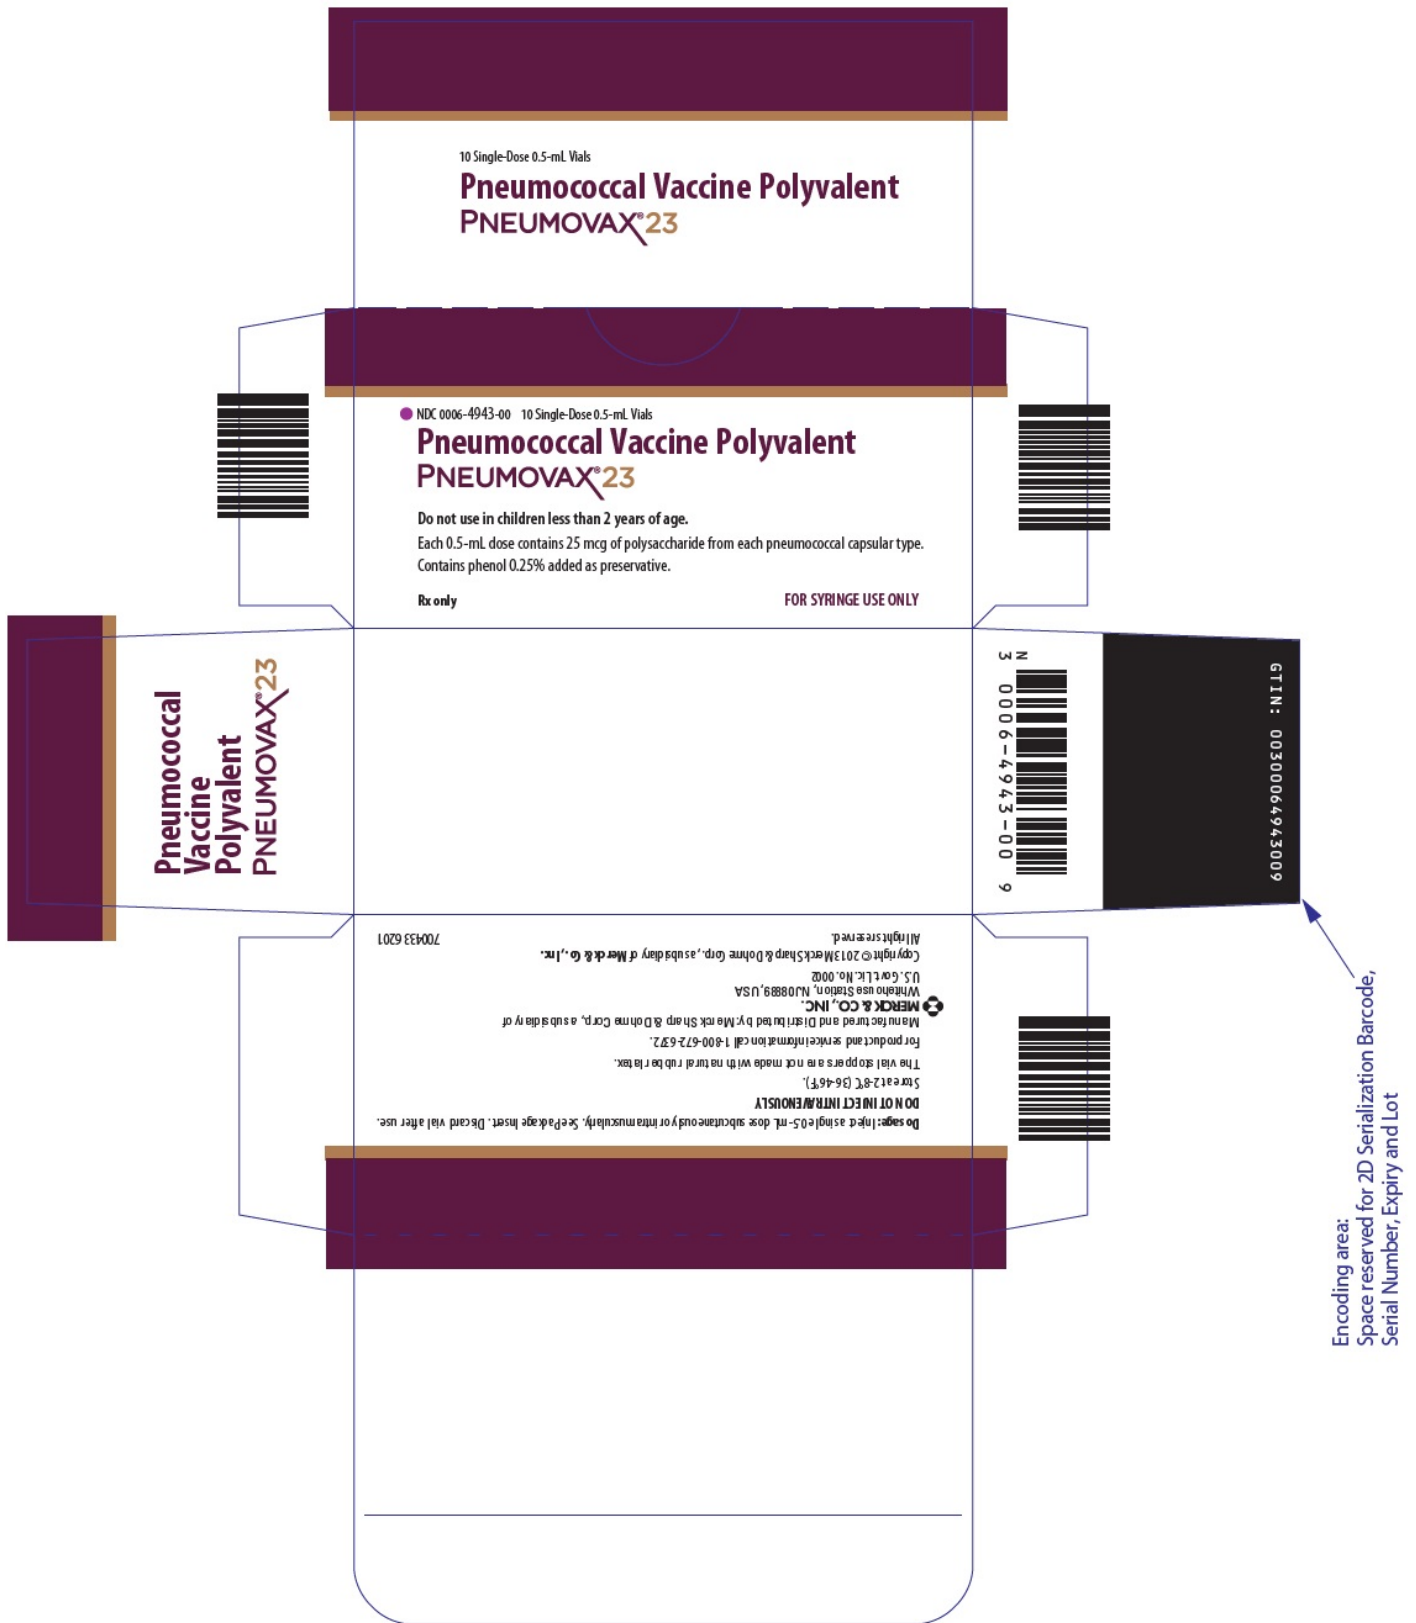 10 Single-Dose 0.5-mL Vials
Pneumococcal Vaccine Polyvalent
PNEUMOVAX®23
NDC 0006-4943-00 10 Single-Dose 0.5-mL Vials
Pneumococcal Vaccine Polyvalent
PNEUMOVAX®23
Do not use in children less than 2 years of age.
Each 0.5-mL dose contains 25 mcg of polysaccharide from each pneumococcal capsular type.
Contains phenol 0.25% added as preservative.
Rx only FOR SYRINGE USE ONLY
Pneumococcal
Vaccine
Polyvalent
PNEUMOVAX®23
N
3 0006-4943-00 9
GTIN: 00300064943009
Dosage: Inject a single 0.5-mL dose subcutaneously or intramuscularly. See Package Insert. Discard vial after use.
DO NOT INJECT INTRAVENOUSLY
Store at 2-8°C (36-46°F).
The vial stoppers are not made with natural rubber latex.
For product and service information call 1-800-672-6372.
Manufactured and Distributed by: Merck Sharp & Dohme Corp., a subsidiary of
MERCK & CO., INC.
Whitehouse Station, NJ 08889, USA
U.S. Govt. Lic. No. 0002
Copyright © 2013 Merck Sharp & Dohme Corp., a subsidiary of Merck & Co., Inc.
All rights reserved. 700433 6201
Encoding area:
Space reserved for 2D Serialization Barcode,
Serial Number, Expiry and Lot